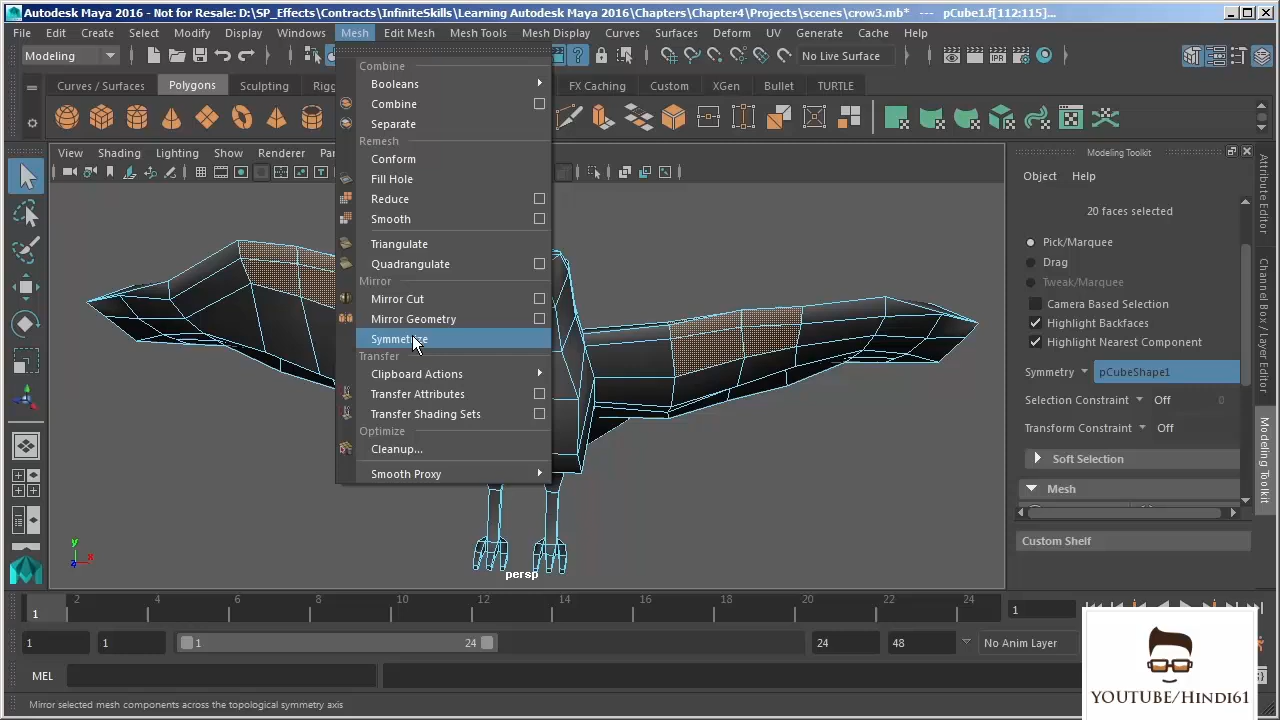 Autodesk Maya 2016 - Not for Resale: D:\SP_Effects\Contracts\InfiniteSkills\Learning Autodesk Maya 2016\Chapters\Chapter4\Projects\scenes\crow3.mb* --- pCube1.f[112:115]...
File Edit Create Select Modify Display Windows Mesh Edit Mesh Mesh Tools Mesh Display Curves Surfaces Deform UV Generate Cache Help
Modeling
No Live Surface
Curves / Surfaces Polygons Sculpting FX Caching Custom XGen Bullet TURTLE
View Shading Lighting Show Renderer
Combine
Booleans
Combine
Separate
Remesh
Conform
Fill Hole
Reduce
Smooth
Triangulate
Quadrangulate
Mirror
Mirror Cut
Mirror Geometry
Transfer
Clipboard Actions
Transfer Attributes
Transfer Shading Sets
Optimize
Cleanup...
Smooth Proxy
Modeling Toolkit
Object Help
20 faces selected
Pick/Marquee
Drag
Tweak/Marquee
Camera Based Selection
Highlight Backfaces
Highlight Nearest Component
Symmetry pCubeShape1
Selection Constraint Off 0
Transform Constraint Off
Soft Selection
Mesh
Custom Shelf
Attribute Editor
Channel Box / Layer Editor
Modeling Toolkit
y
x
z
persp
1 2 4 6 8 10 12 14 16 18 20 22 24 1
1 1 1 24 24 48 No Anim Layer
MEL
Mirror selected mesh components across the topological symmetry axis
YOUTUBE/HINDI61